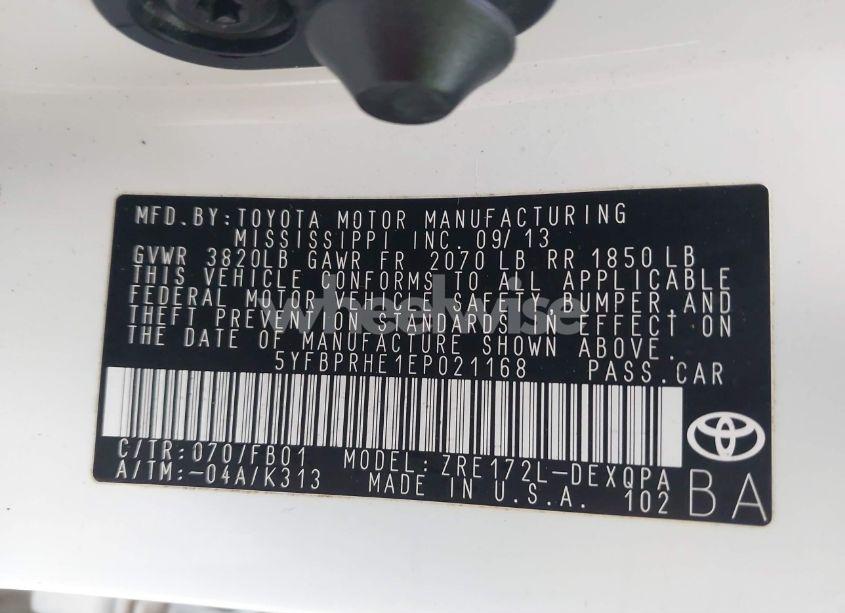 MFD.BY:TOYOTA MOTOR MANUFACTURING
MISSISSIPPI INC. 09/13
GVWR 3820LB GAWR FR 2070 LB RR 1850 LB
THIS VEHICLE CONFORMS TO ALL APPLICABLE
FEDERAL MOTOR VEHICLE SAFETY,BUMPER,AND
THEFT PREVENTION STANDARDS IN EFFECT ON
THE DATE OF MANUFACTURE SHOWN ABOVE.
wheelwise
5YFBPRHE1EP021168 PASS.CAR
C/TR:070/FB01 MODEL: ZRE172L-DEXQPA
A/TM:-04A/K313 MADE IN U.S.A. 102 BA